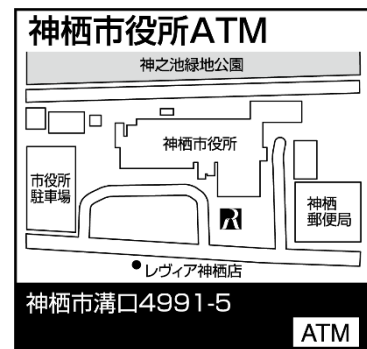 神栖市役所ATM
神之池緑地公園
神栖市役所
市役所
駐車場
神栖
郵便局
レヴィア神栖店
神栖市溝口4991-5
ATM